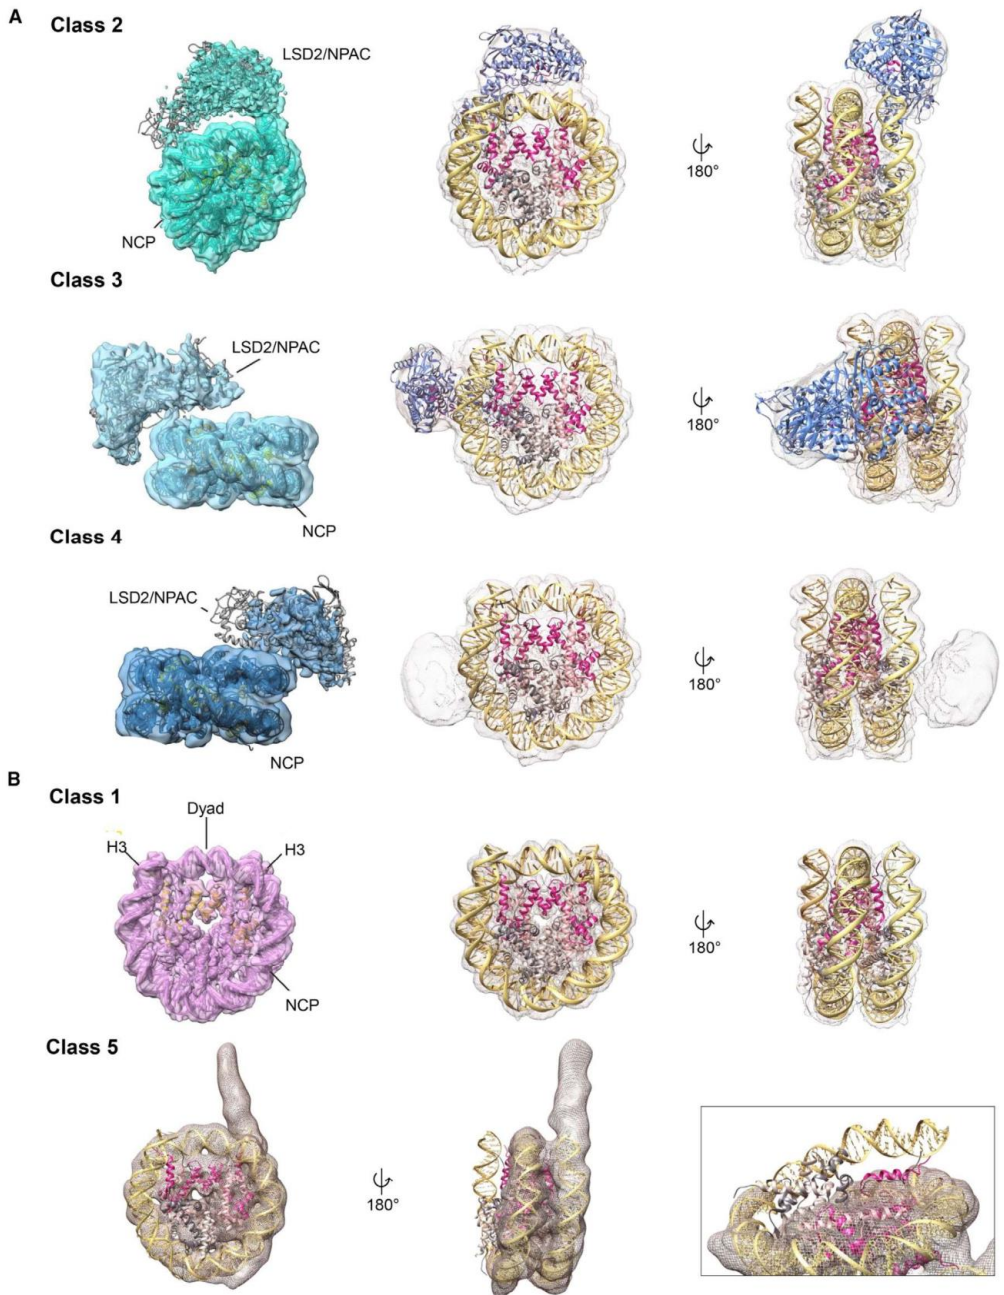 A
Class 2
LSD2/NPAC
NCP
180°
Class 3
LSD2/NPAC
NCP
180°
Class 4
LSD2/NPAC
NCP
180°
B
Class 1
Dyad
H3
H3
NCP
180°
Class 5
180°